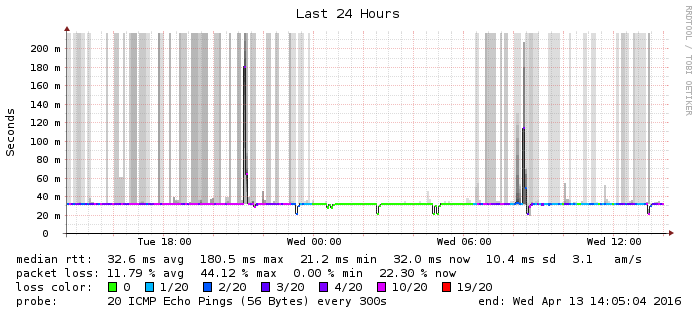 Last 24 Hours
RRDTOOL / TOBI OETIKER
Seconds
200 m
180 m
160 m
140 m
120 m
100 m
80 m
60 m
40 m
20 m
0
Tue 18:00 Wed 00:00 Wed 06:00 Wed 12:00
median rtt: 32.6 ms avg 180.5 ms max 21.2 ms min 32.0 ms now 10.4 ms sd 3.1 am/s
packet loss: 11.79 % avg 44.12 % max 0.00 % min 22.30 % now
loss color: 0 1/20 2/20 3/20 4/20 10/20 19/20
probe: 20 ICMP Echo Pings (56 Bytes) every 300s end: Wed Apr 13 14:05:04 2016